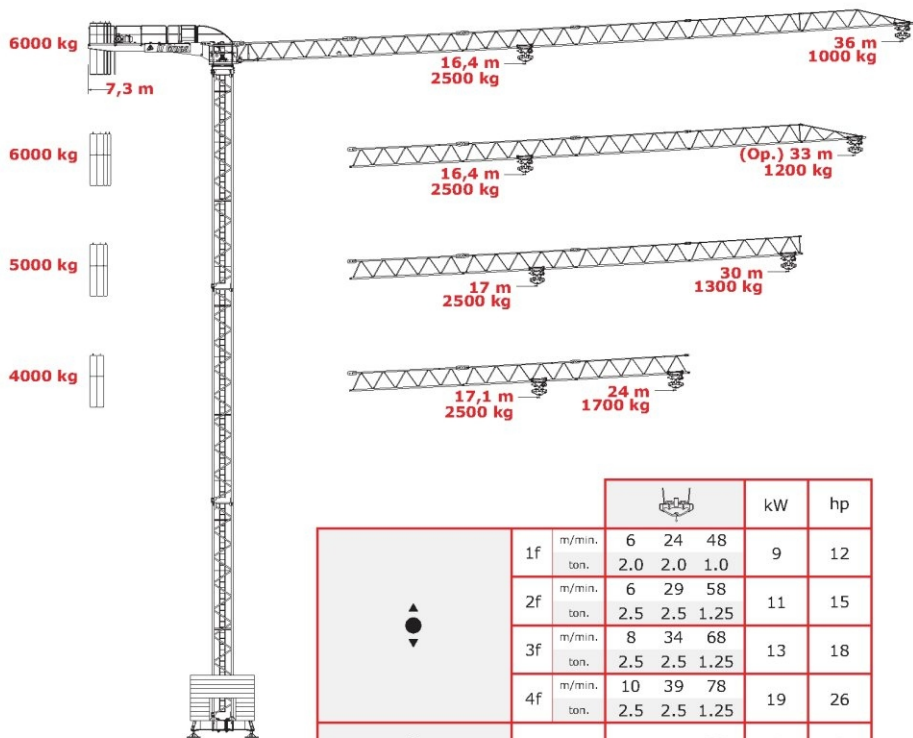 6000 kg
7,3 m
16,4 m
2500 kg
36 m
1000 kg
6000 kg
16,4 m
2500 kg
(Op.) 33 m
1200 kg
5000 kg
17 m
2500 kg
30 m
1300 kg
4000 kg
17,1 m
2500 kg
24 m
1700 kg
kW hp
1f m/min. 6 24 48 9 12
ton. 2.0 2.0 1.0
2f m/min. 6 29 58 11 15
ton. 2.5 2.5 1.25
3f m/min. 8 34 68 13 18
ton. 2.5 2.5 1.25
4f m/min. 10 39 78 19 26
ton. 2.5 2.5 1.25